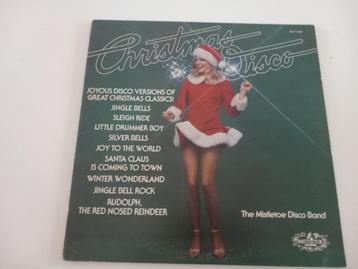 Christmas
Disco
JOYOUS DISCO VERSIONS OF
GREAT CHRISTMAS CLASSICS!
JINGLE BELLS
SLEIGH RIDE
LITTLE DRUMMER BOY
SILVER BELLS
JOY TO THE WORLD
SANTA CLAUS
IS COMING TO TOWN
WINTER WONDERLAND
JINGLE BELL ROCK
RUDOLPH,
THE RED NOSED REINDEER
The Mistletoe Disco Band